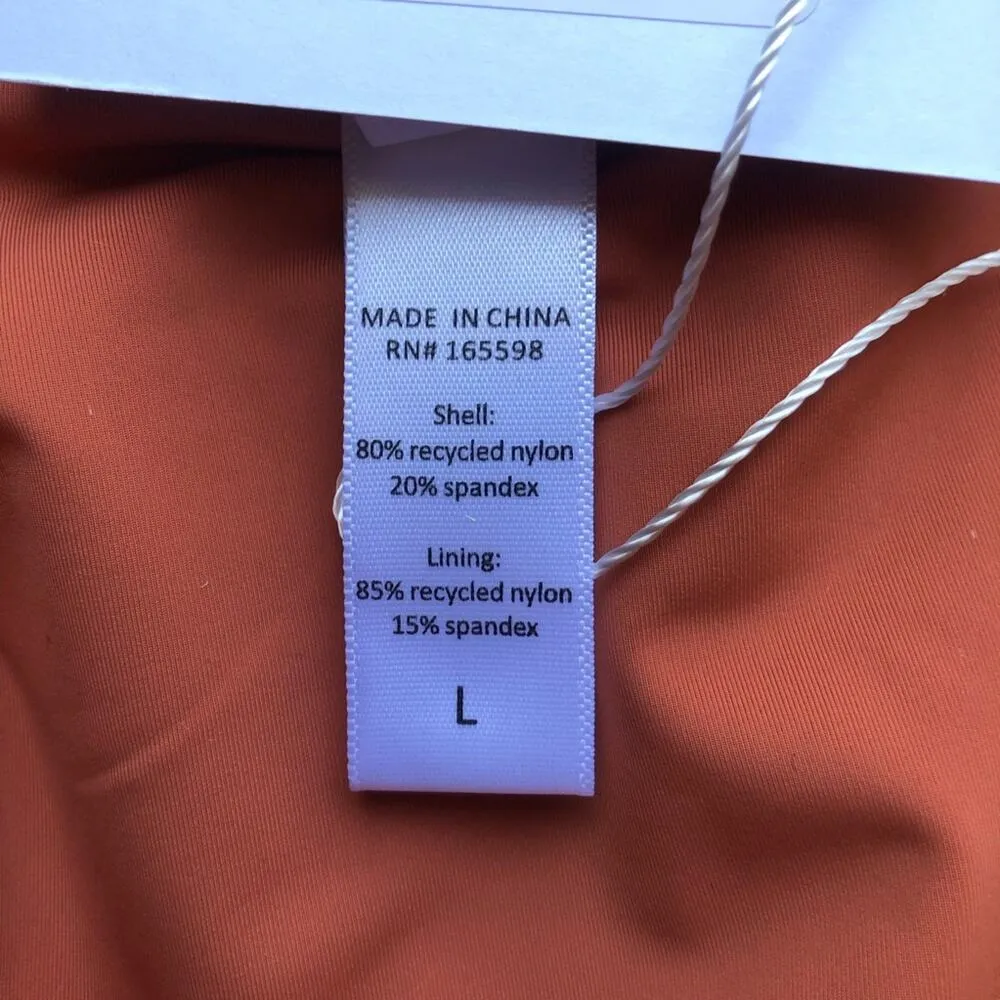 MADE IN CHINA
RN# 165598
Shell:
80% recycled nylon
20% spandex
Lining:
85% recycled nylon
15% spandex
L